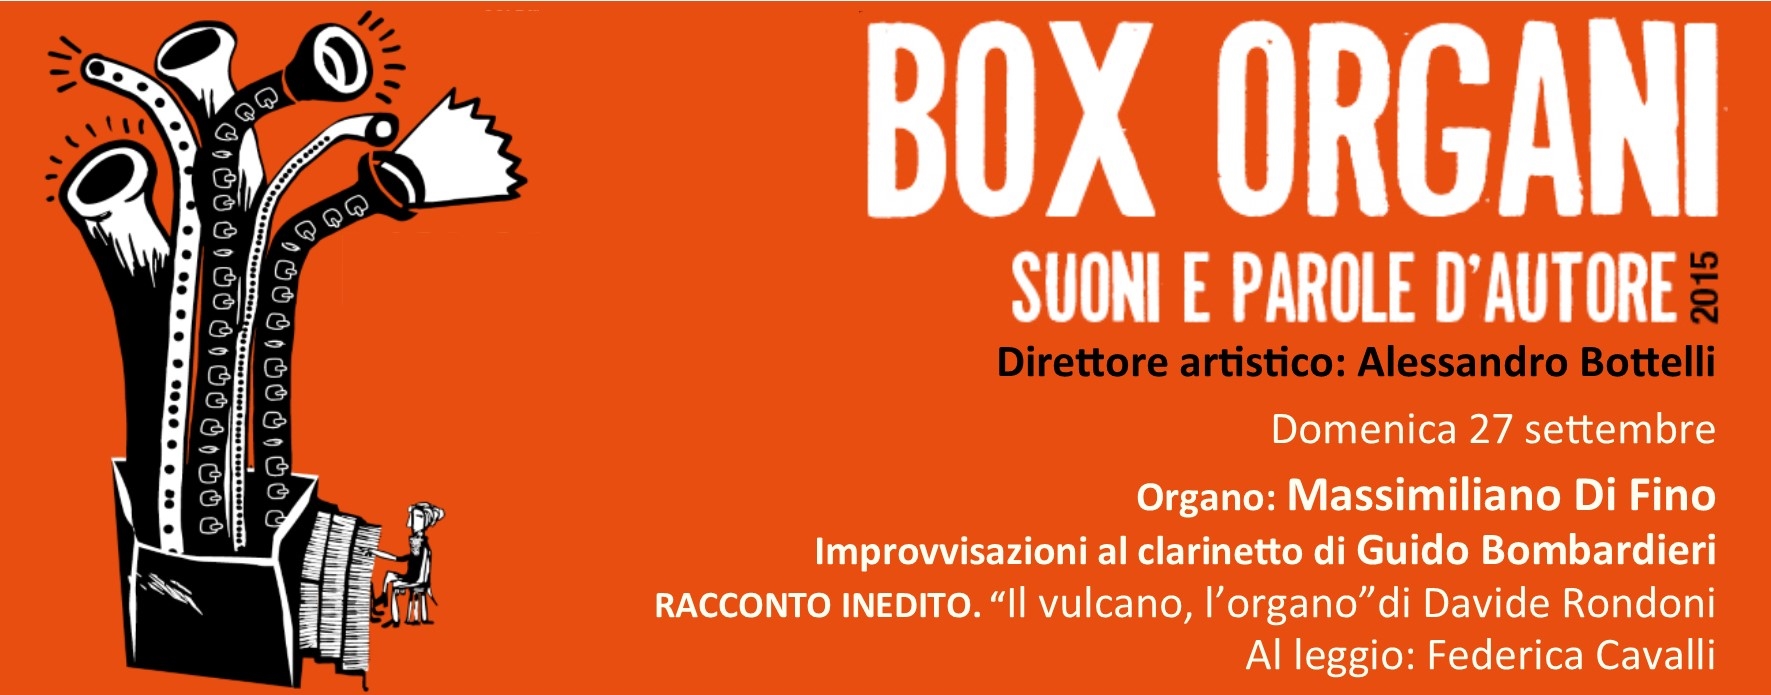 BOX ORGANI
SUONI E PAROLE D'AUTORE 2015
Direttore artistico: Alessandro Bottelli
Domenica 27 settembre
Organo: Massimiliano Di Fino
Improvvisazioni al clarinetto di Guido Bombardieri
RACCONTO INEDITO. “Il vulcano, l’organo”di Davide Rondoni
Al leggio: Federica Cavalli